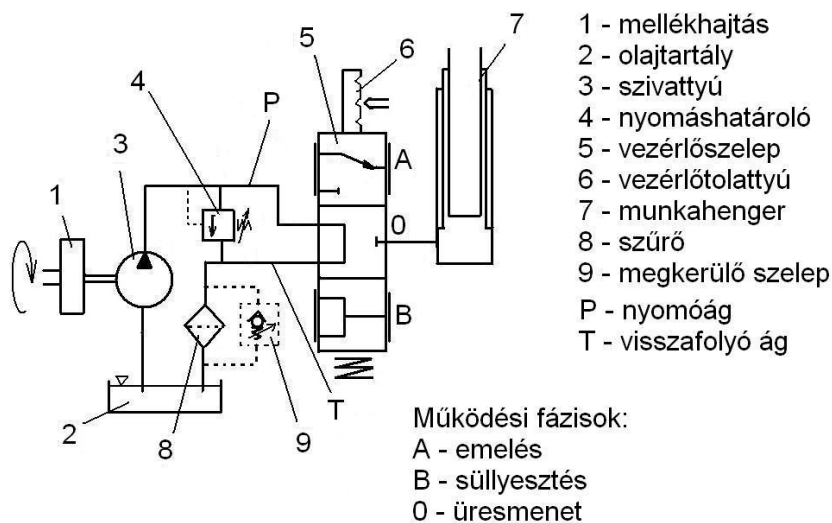 1 - mellékhajtás
2 - olajtartály
3 - szivattyú
4 - nyomáshatároló
5 - vezérlőszelep
6 - vezérlőtolattyú
7 - munkahenger
8 - szűrő
9 - megkerülő szelep
P - nyomóág
T - visszafolyó ág
Működési fázisok:
A - emelés
B - süllyesztés
0 - üresmenet
5
6
7
4
P
3
A
1
0
B
T
2
8
9